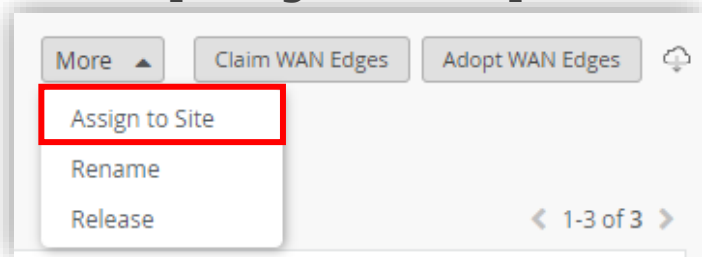 More Claim WAN Edges Adopt WAN Edges
Assign to Site
Rename
Release
1-3 of 3